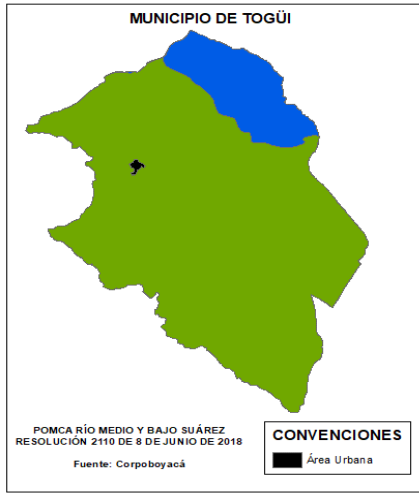 MUNICIPIO DE TOGÜI
POMCA RÍO MEDIO Y BAJO SUÁREZ
RESOLUCIÓN 2110 DE 8 DE JUNIO DE 2018
Fuente: Corpoboyacá
CONVENCIONES
Área Urbana